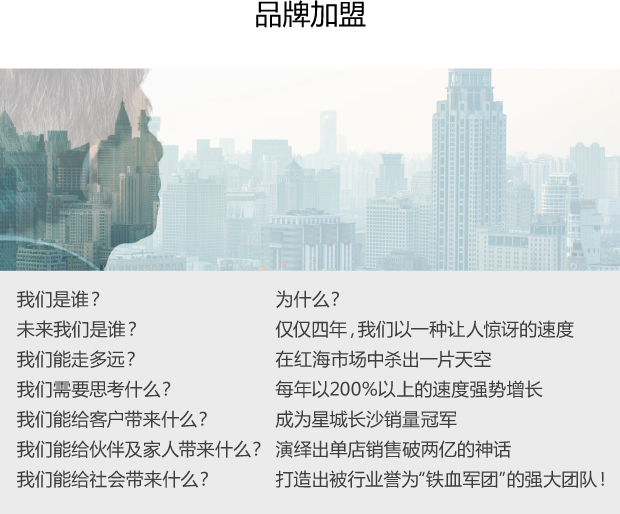 品牌加盟
我们是谁？
未来我们是谁？
我们能走多远？
我们需要思考什么？
我们能给客户带来什么？
我们能给伙伴及家人带来什么？
我们能给社会带来什么？
为什么？
仅仅四年，我们以一种让人惊讶的速度
在红海市场中杀出一片天空
每年以200%以上的速度强势增长
成为星城长沙销量冠军
演绎出单店销售破两亿的神话
打造出被行业誉为“铁血军团”的强大团队！